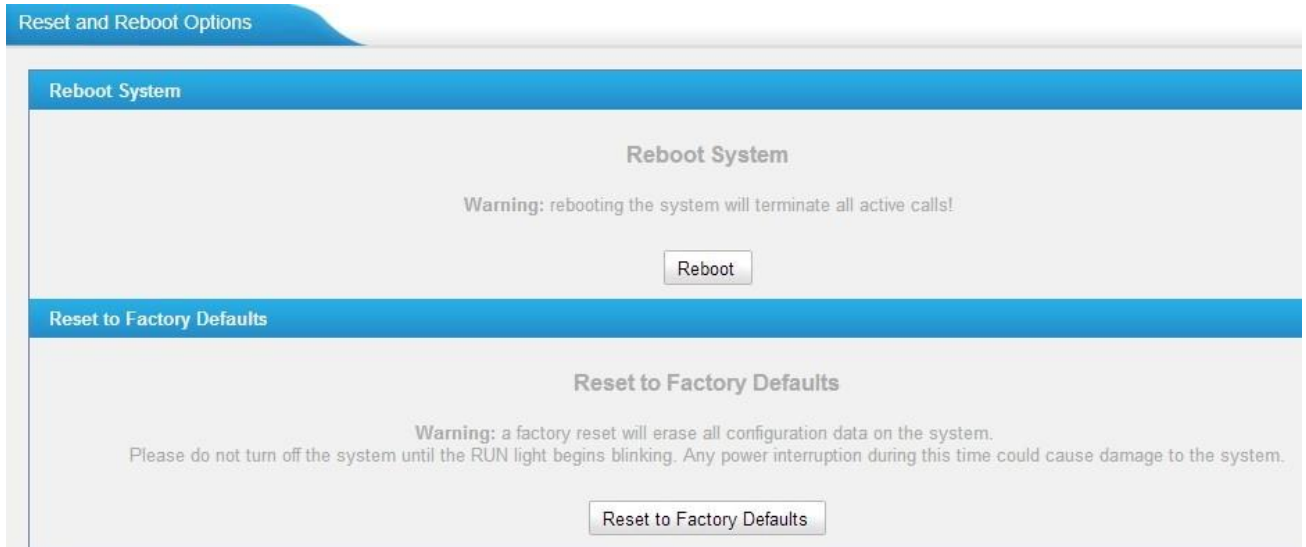 Reset and Reboot Options
Reboot System
Reboot System
Warning: rebooting the system will terminate all active calls!
Reboot
Reset to Factory Defaults
Reset to Factory Defaults
Warning: a factory reset will erase all configuration data on the system.
Please do not turn off the system until the RUN light begins blinking. Any power interruption during this time could cause damage to the system.
Reset to Factory Defaults